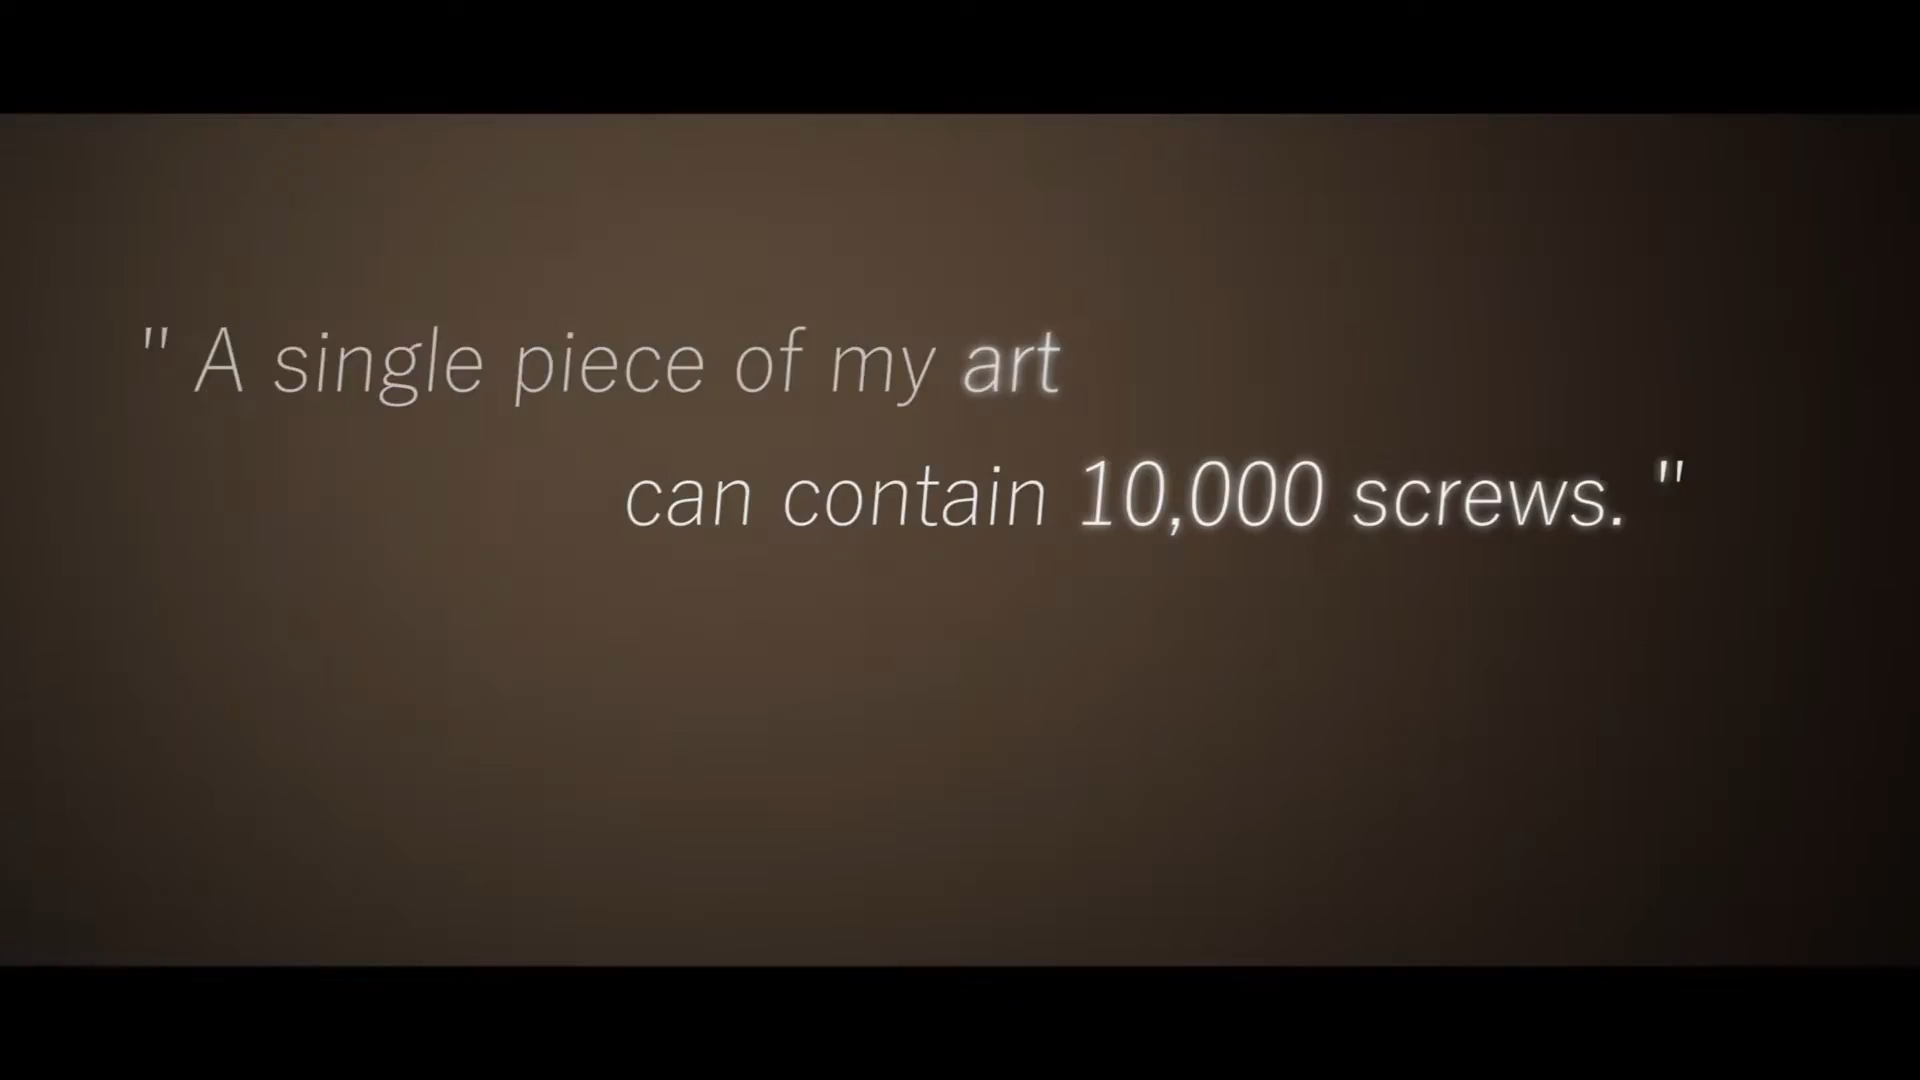 " A single piece of my art
can contain 10,000 screws. "